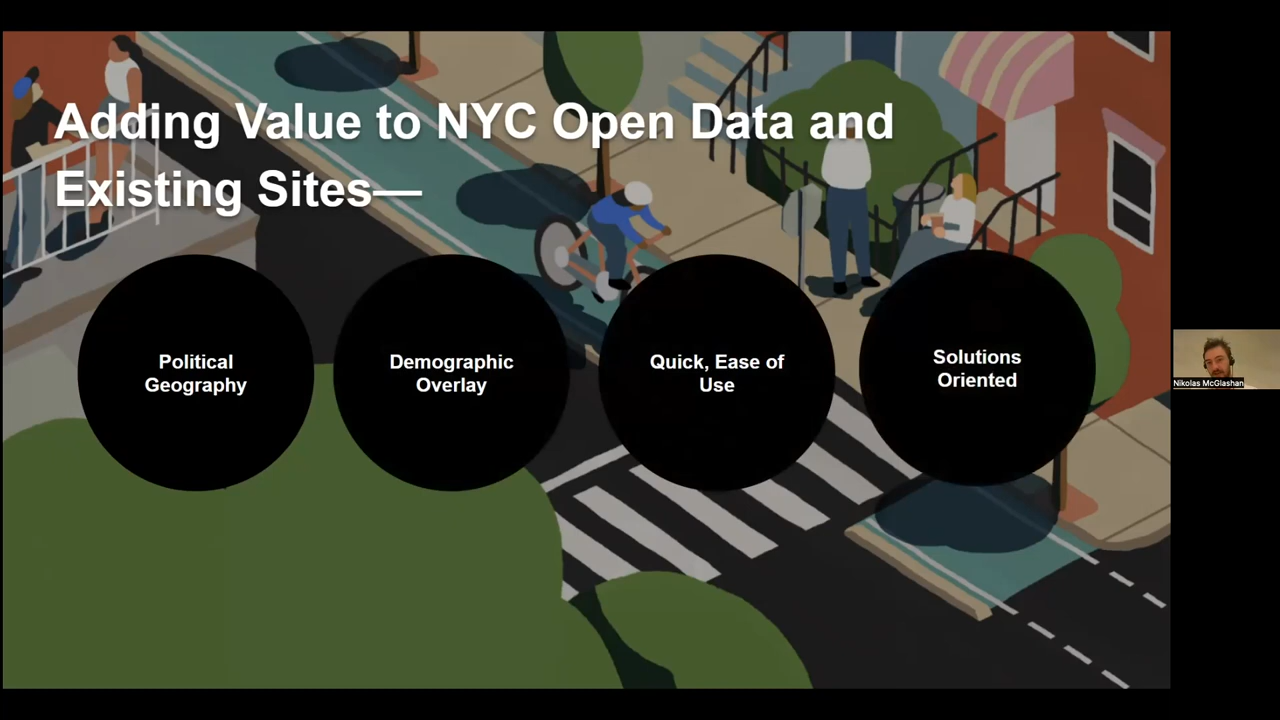 Adding Value to NYC Open Data and
Existing Sites—
Political
Geography
Demographic
Overlay
Quick, Ease of
Use
Solutions
Oriented
Nikolas McGlashan